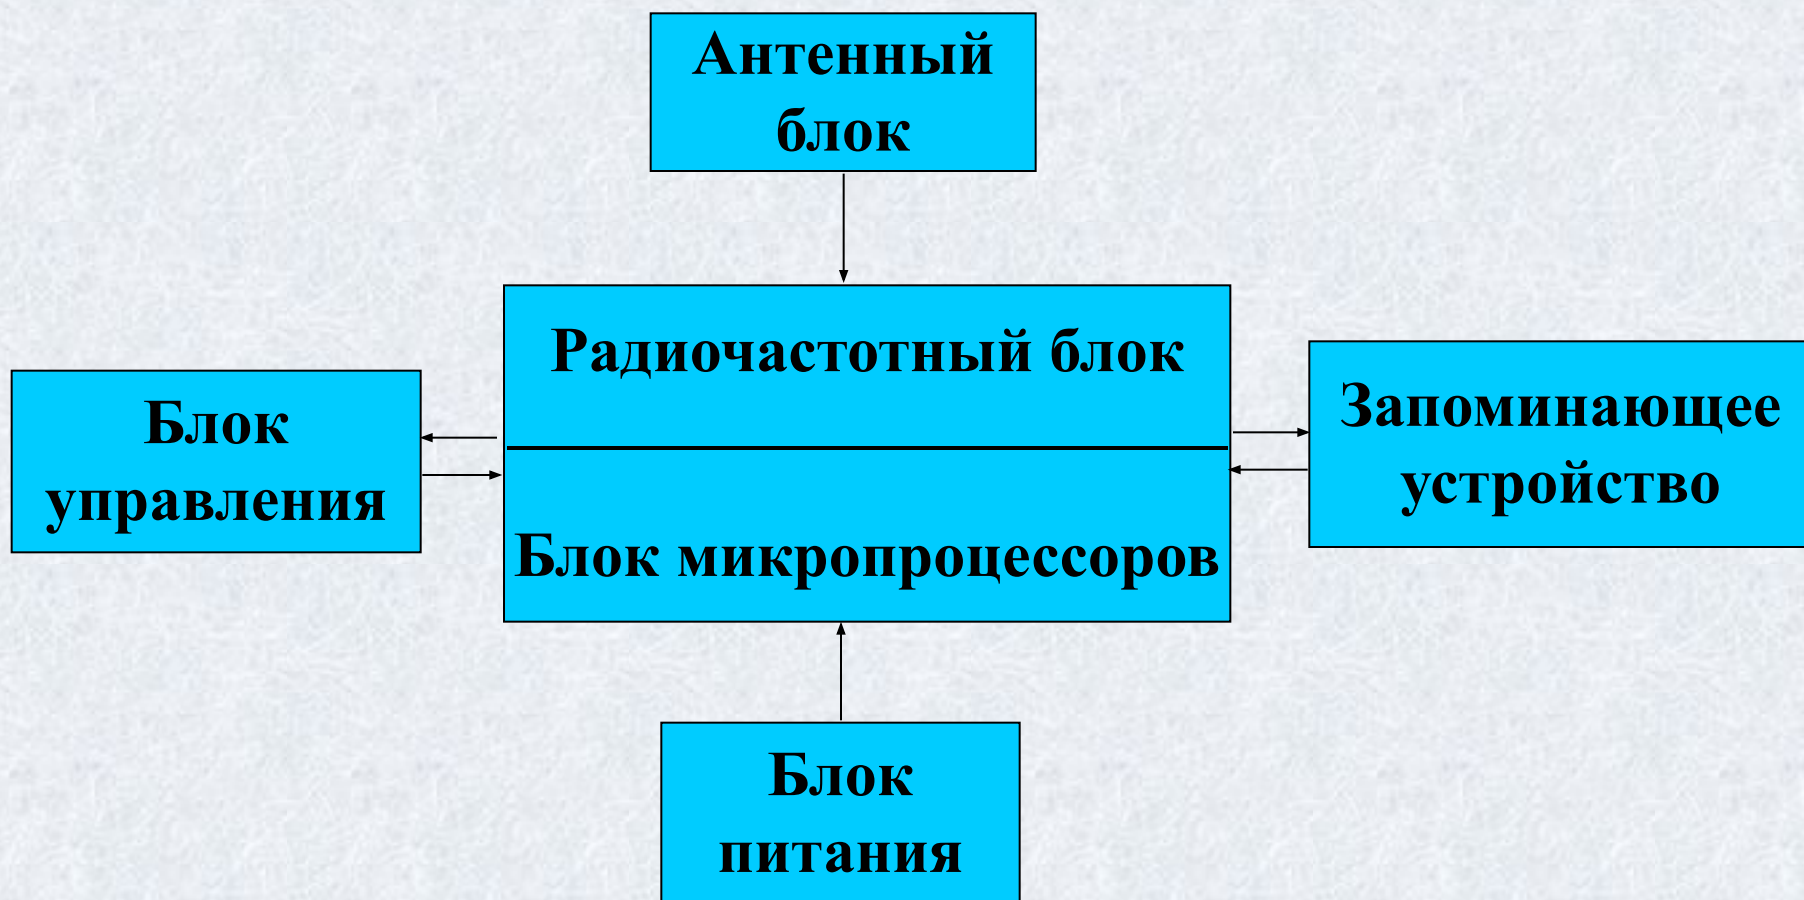 Антенный
блок
Радиочастотный блок
Блок
управления
Запоминающее
устройство
Блок микропроцессоров
Блок
питания